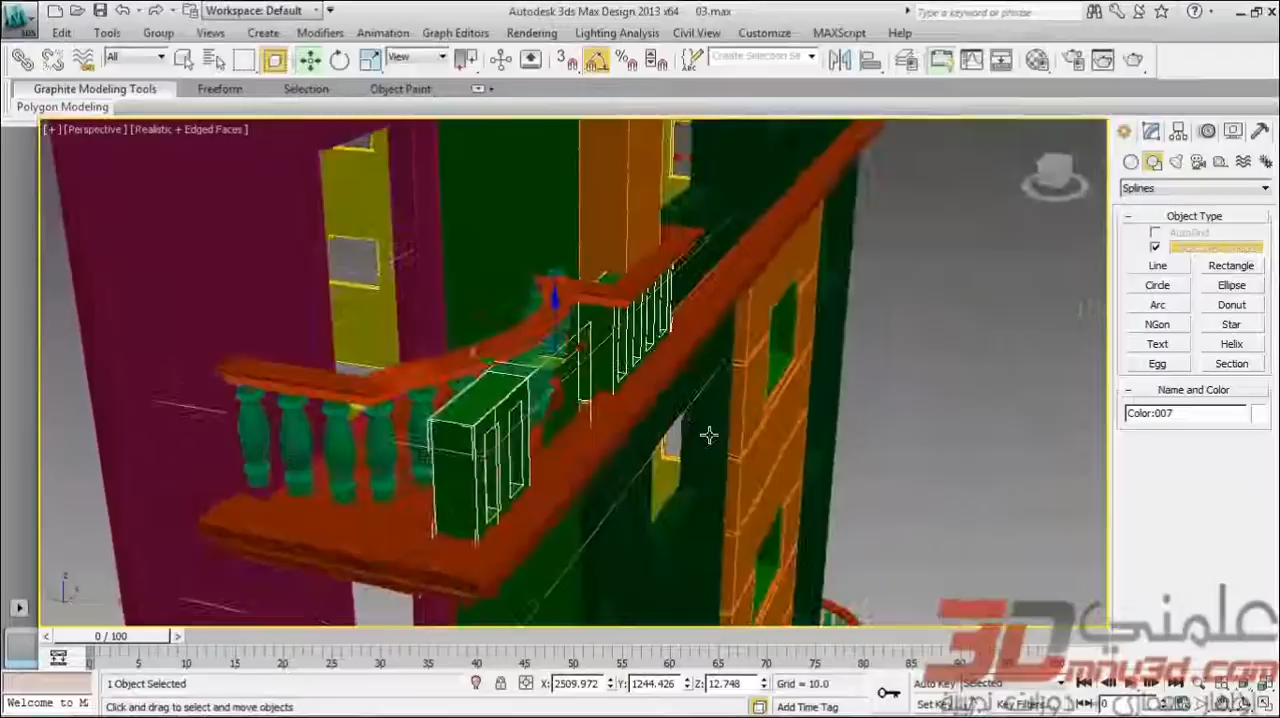 Workspace: Default
Autodesk 3ds Max Design 2013 x64    03.max
Type a keyword or phrase
Edit Tools Group Views Create Modifiers Animation Graph Editors Rendering Lighting Analysis Civil View Customize MAXScript Help
All View Create Selection Se
Graphite Modeling Tools Freeform Selection Object Paint
Polygon Modeling
[+][Perspective][Realistic + Edged Faces]
Splines
Object Type
AutoGrid
Line Rectangle
Circle Ellipse
Arc Donut
NGon Star
Text Helix
Egg Section
Name and Color
Color:007
0 / 100
0 5 10 15 20 25 30 35 40 45 50 55 60 65 70 75 80 85 90
1 Object Selected X: 2509.972 Y: 1244.426 Z: 12.748 Grid = 10.0 Auto Key Selected
Welcome to M Click and drag to select and move objects Add Time Tag Set Key Key Filters...
علمني
3D